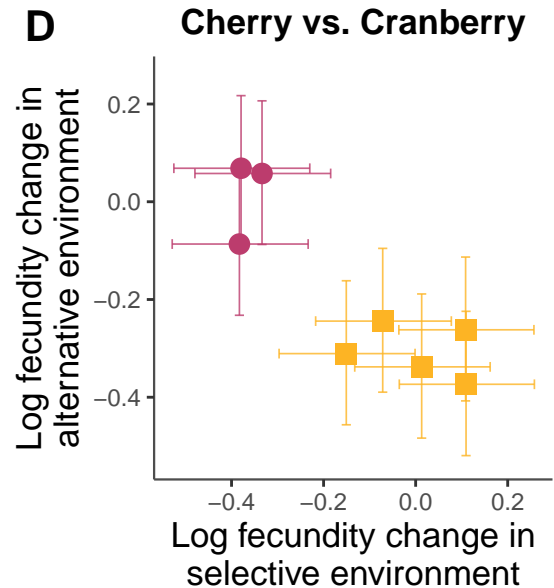 D
Cherry vs. Cranberry
Log fecundity change in
alternative environment
0.2
0.0
−0.2
−0.4
−0.4
−0.2
0.0
0.2
Log fecundity change in
selective environment